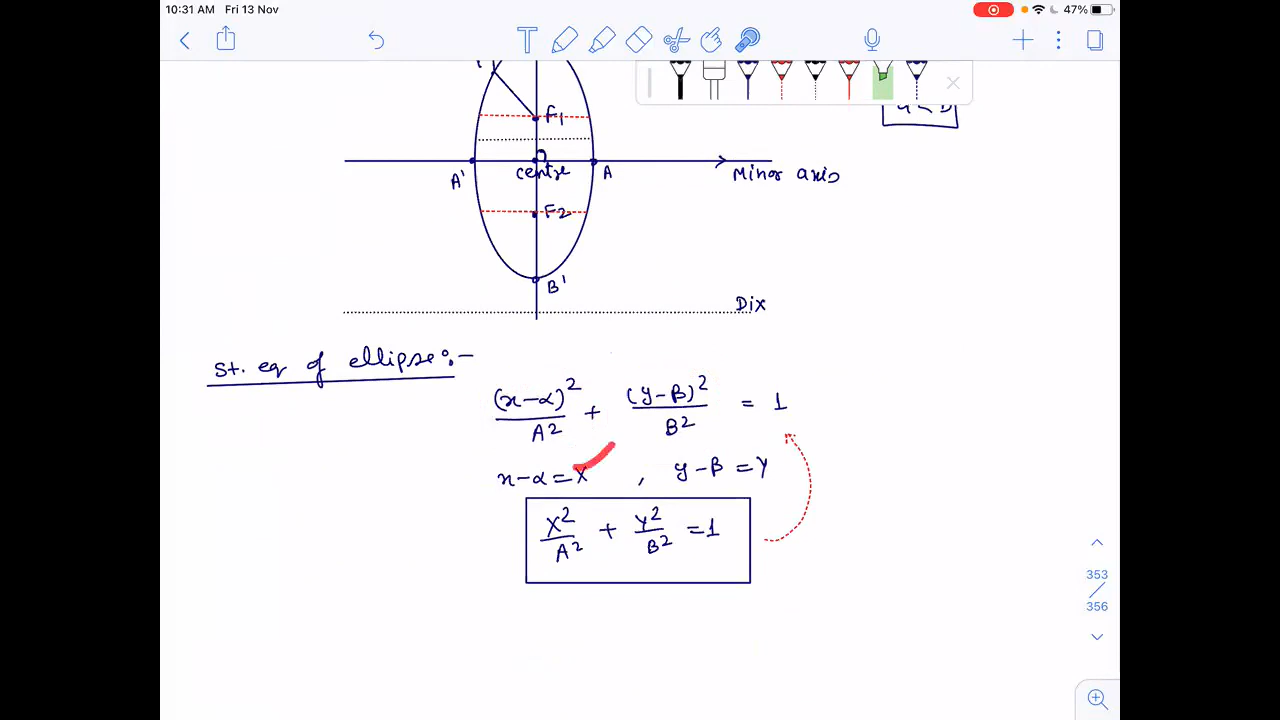 10:31 AM Fri 13 Nov
47%
F1
centre
A'
A
Minor axis
F2
B'
Dix
St. eq of ellipse:-
(x-α)²/A² + (y-β)²/B² = 1
x-α=X , y-β=Y
X²/A² + Y²/B² =1
353
356